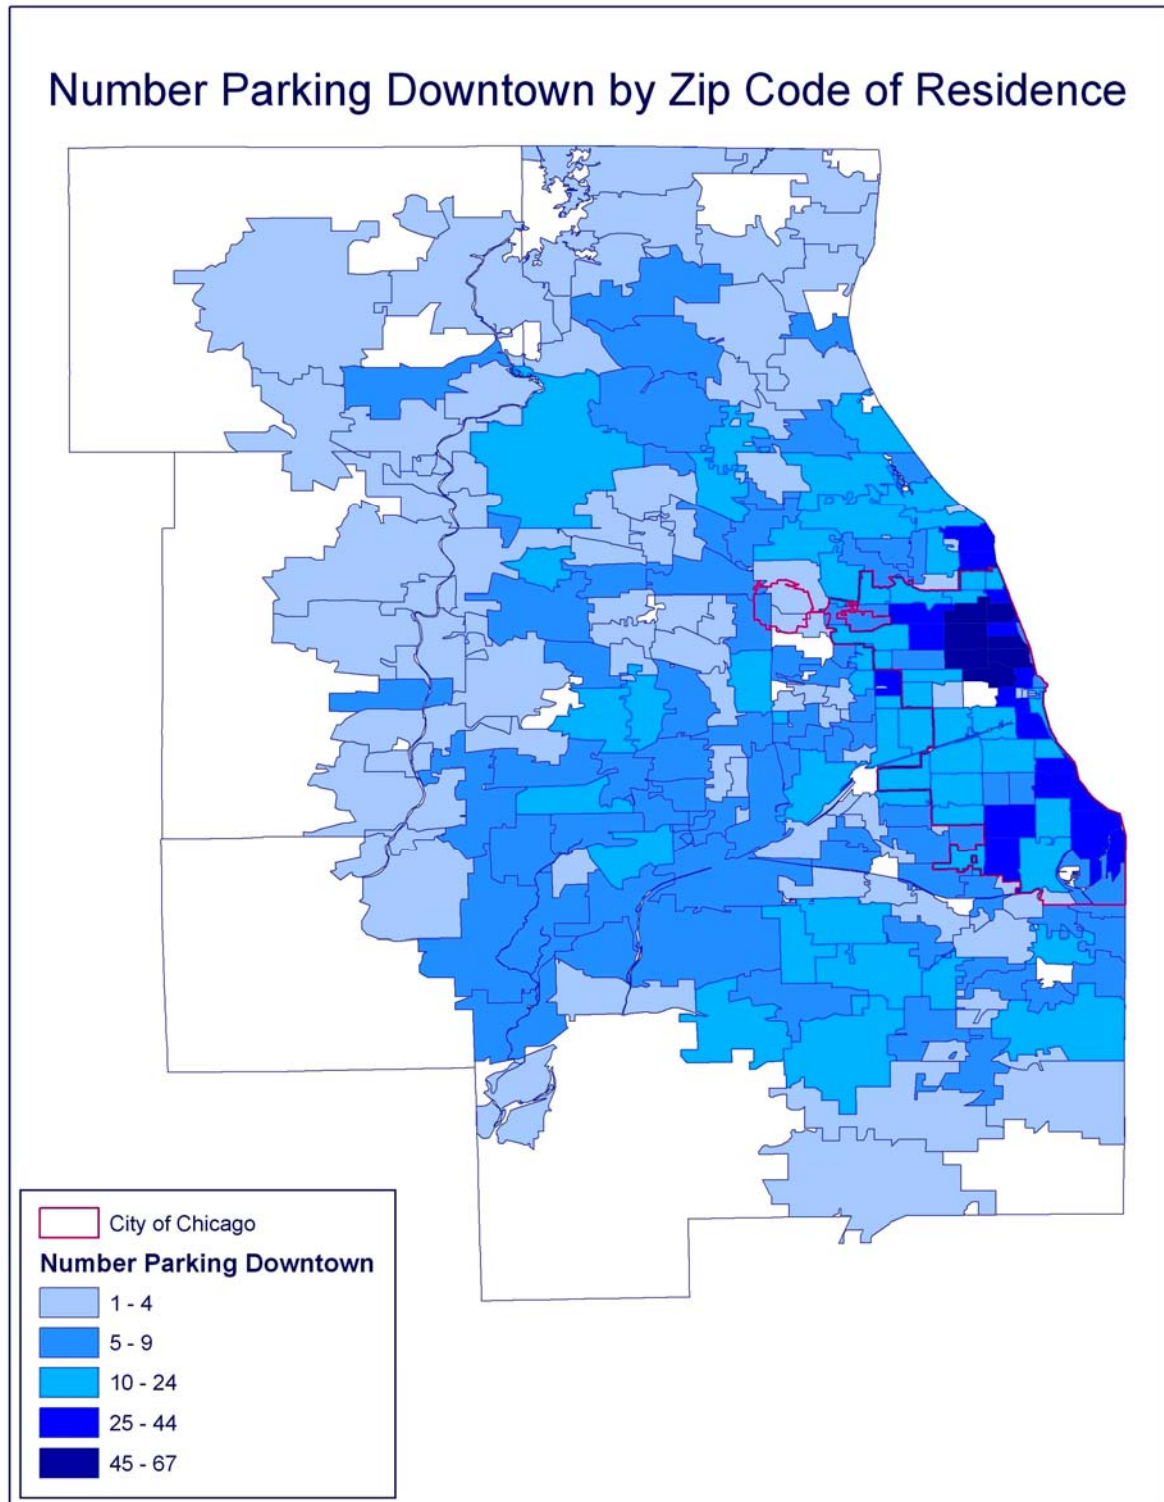 Number Parking Downtown by Zip Code of Residence
City of Chicago
Number Parking Downtown
1 - 4
5 - 9
10 - 24
25 - 44
45 - 67